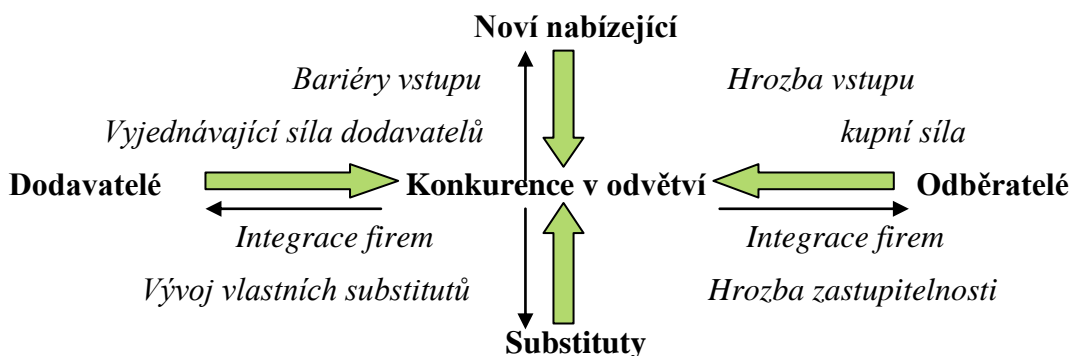 Noví nabízející
Bariéry vstupu
Hrozba vstupu
Vyjednávající síla dodavatelů
kupní síla
Dodavatelé
Konkurence v odvětví
Odběratelé
Integrace firem
Integrace firem
Vývoj vlastních substitutů
Hrozba zastupitelnosti
Substituty